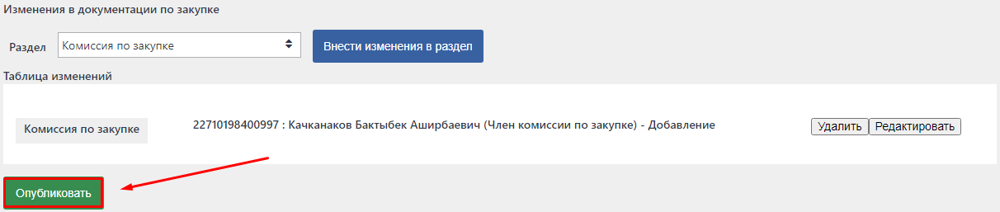 Изменения в документации по закупке
Раздел Комиссия по закупке Внести изменения в раздел
Таблица изменений
Комиссия по закупке 22710198400997 : Качканаков Бактыбек Аширбаевич (Член комиссии по закупке) - Добавление Удалить Редактировать
Опубликовать